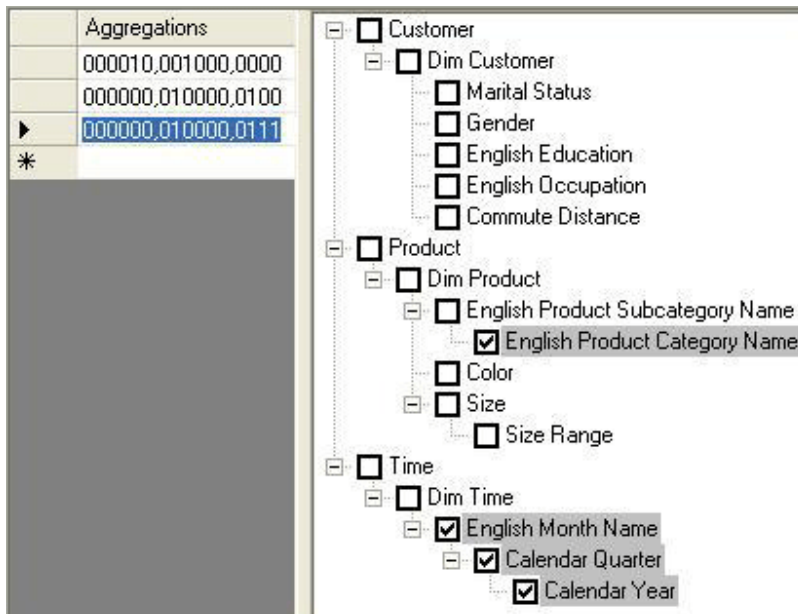 Aggregations
000010,001000,0000
000000,010000,0100
000000,010000,0111
Customer
Dim Customer
Marital Status
Gender
English Education
English Occupation
Commute Distance
Product
Dim Product
English Product Subcategory Name
English Product Category Name
Color
Size
Size Range
Time
Dim Time
English Month Name
Calendar Quarter
Calendar Year